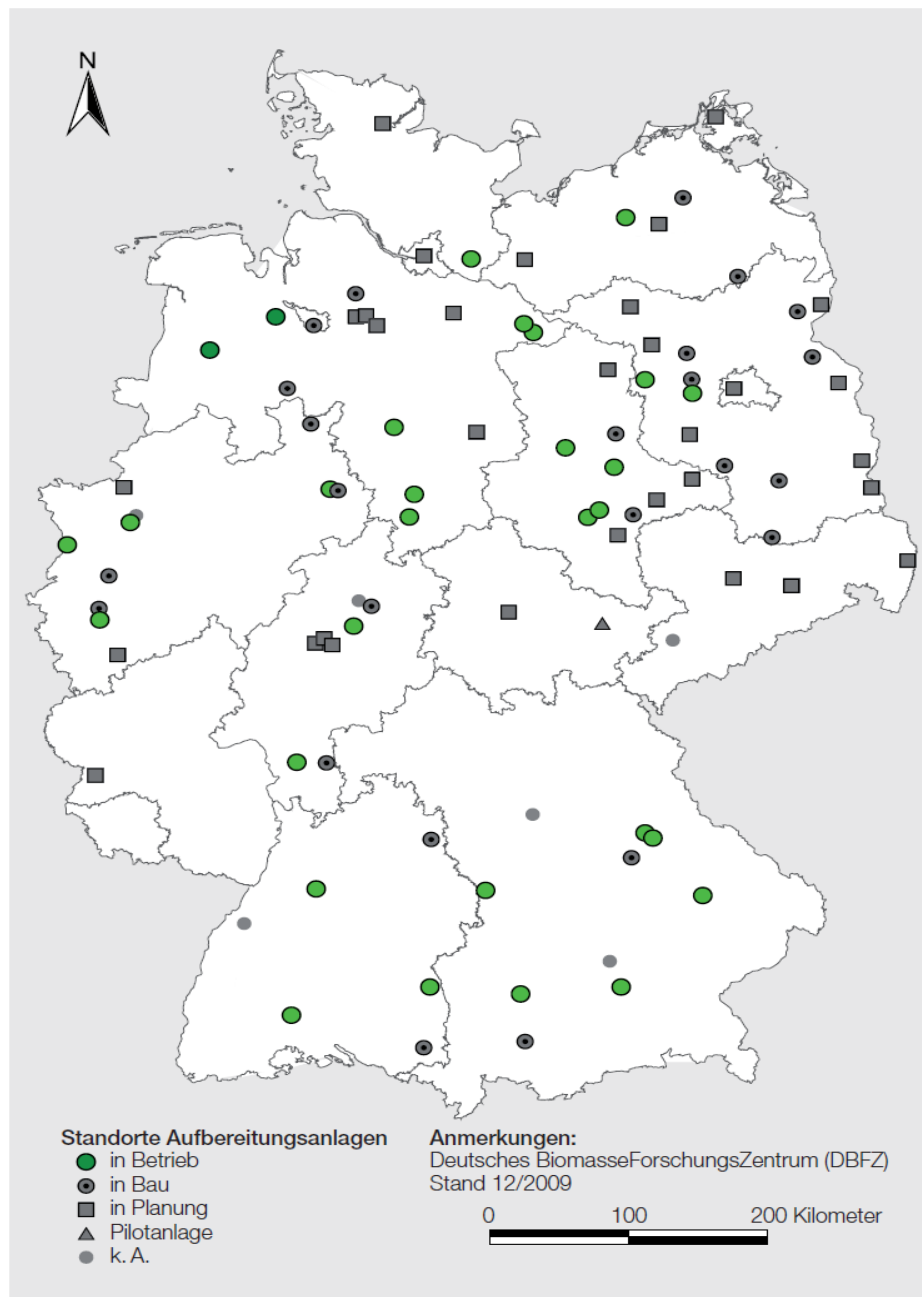 N
Standorte Aufbereitungsanlagen
in Betrieb
in Bau
in Planung
Pilotanlage
k. A.
Anmerkungen:
Deutsches BiomasseForschungsZentrum (DBFZ)
Stand 12/2009
0 100 200 Kilometer